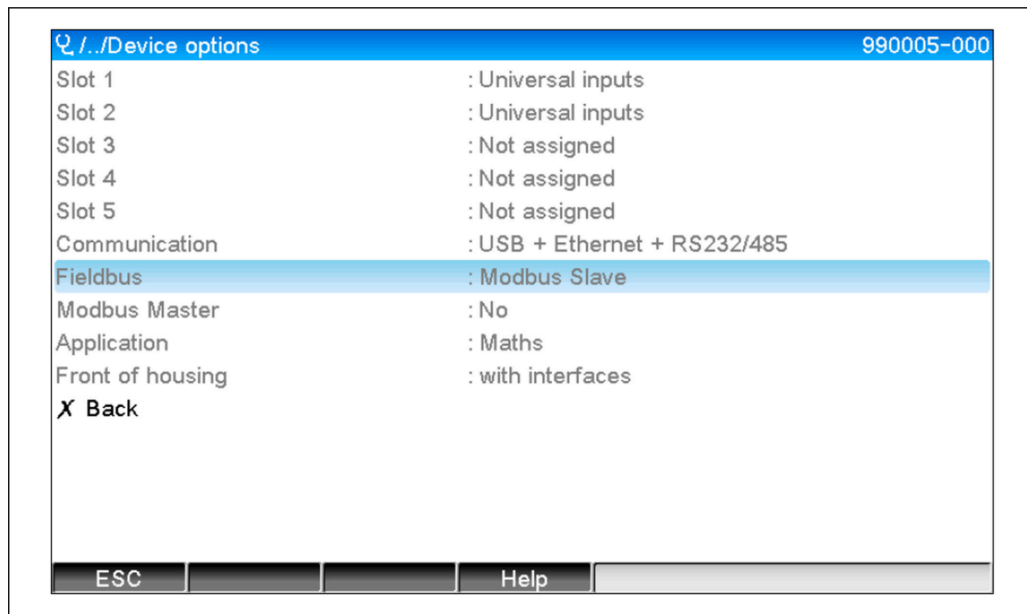 /../Device options 990005-000
Slot 1 : Universal inputs
Slot 2 : Universal inputs
Slot 3 : Not assigned
Slot 4 : Not assigned
Slot 5 : Not assigned
Communication : USB + Ethernet + RS232/485
Fieldbus : Modbus Slave
Modbus Master : No
Application : Maths
Front of housing : with interfaces
X Back
ESC Help